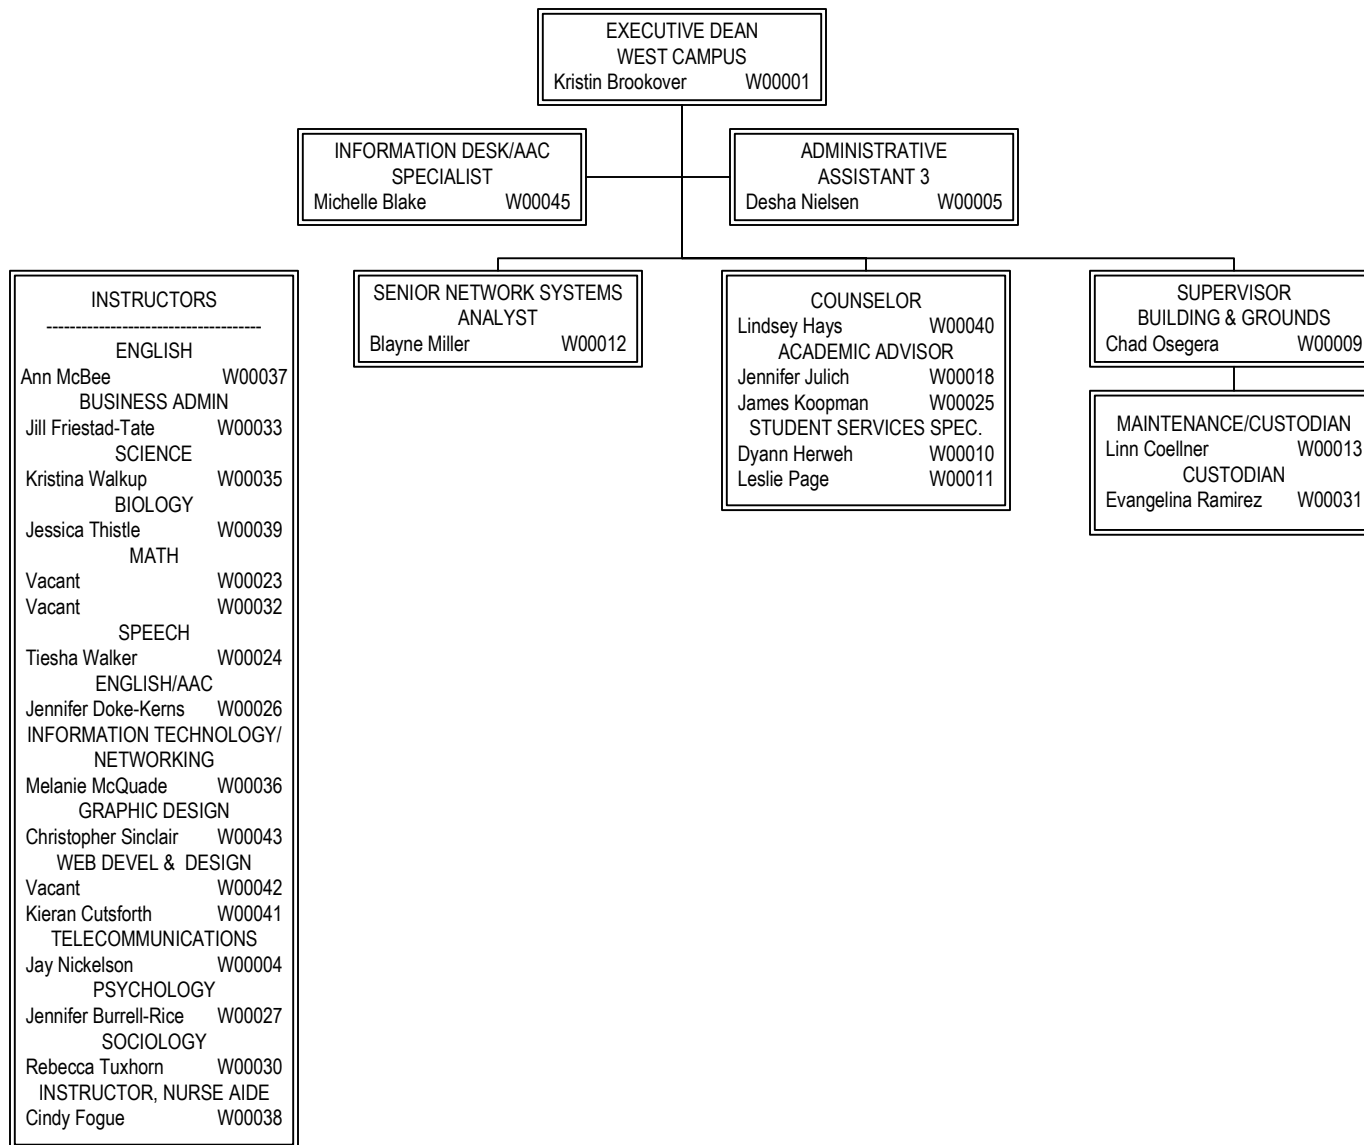 EXECUTIVE DEAN
WEST CAMPUS
Kristin Brookover W00001
INFORMATION DESK/AAC
SPECIALIST
Michelle Blake W00045
ADMINISTRATIVE
ASSISTANT 3
Desha Nielsen W00005
INSTRUCTORS
-------------------------------------
ENGLISH
Ann McBee W00037
BUSINESS ADMIN
Jill Friestad-Tate W00033
SCIENCE
Kristina Walkup W00035
BIOLOGY
Jessica Thistle W00039
MATH
Vacant W00023
Vacant W00032
SPEECH
Tiesha Walker W00024
ENGLISH/AAC
Jennifer Doke-Kerns W00026
INFORMATION TECHNOLOGY/
NETWORKING
Melanie McQuade W00036
GRAPHIC DESIGN
Christopher Sinclair W00043
WEB DEVEL & DESIGN
Vacant W00042
Kieran Cutsforth W00041
TELECOMMUNICATIONS
Jay Nickelson W00004
PSYCHOLOGY
Jennifer Burrell-Rice W00027
SOCIOLOGY
Rebecca Tuxhorn W00030
INSTRUCTOR, NURSE AIDE
Cindy Fogue W00038
SENIOR NETWORK SYSTEMS
ANALYST
Blayne Miller W00012
COUNSELOR
Lindsey Hays W00040
ACADEMIC ADVISOR
Jennifer Julich W00018
James Koopman W00025
STUDENT SERVICES SPEC.
Dyann Herweh W00010
Leslie Page W00011
SUPERVISOR
BUILDING & GROUNDS
Chad Osegera W00009
MAINTENANCE/CUSTODIAN
Linn Coellner W00013
CUSTODIAN
Evangelina Ramirez W00031